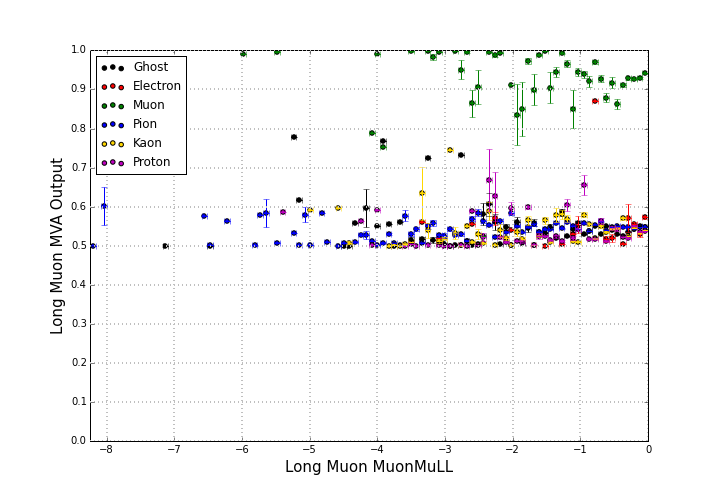 1.0
0.9
0.8
0.7
0.6
0.5
0.4
0.3
0.2
0.1
0.0
Long Muon MVA Output
Ghost
Electron
Muon
Pion
Kaon
Proton
−8 −7 −6 −5 −4 −3 −2 −1 0
Long Muon MuonMuLL